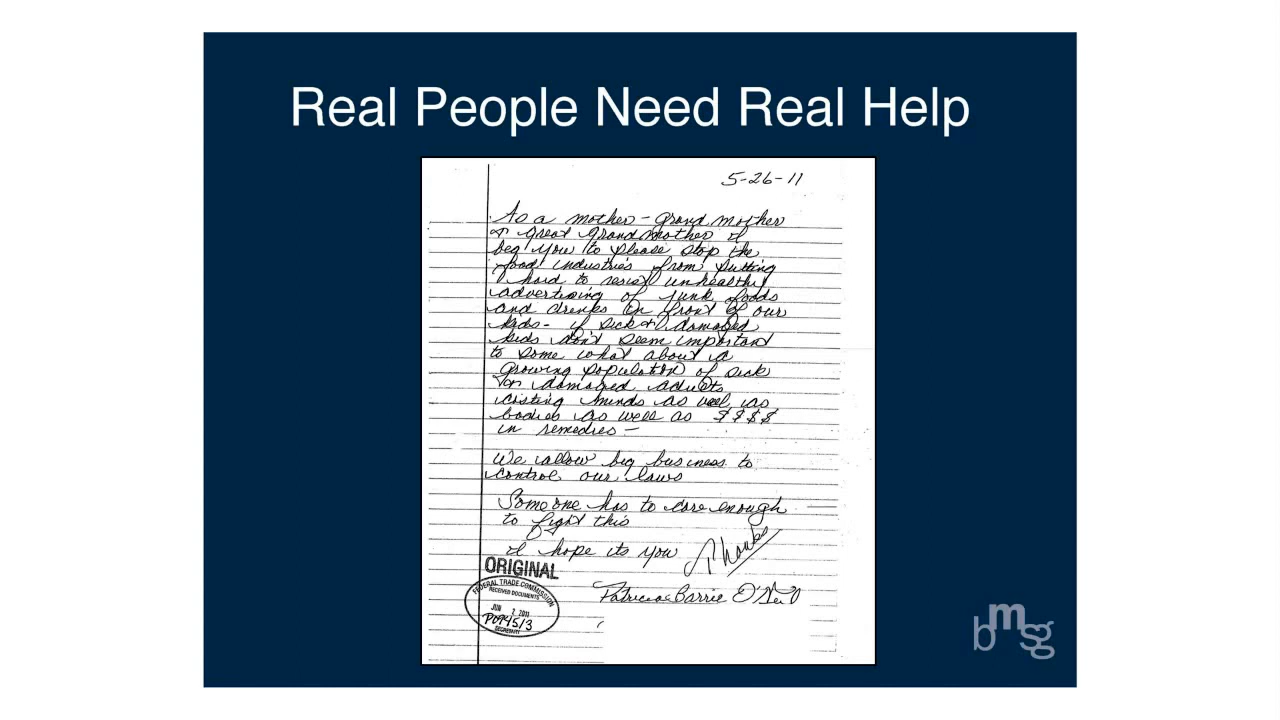 Real People Need Real Help
5-26-11
As a mother - grand mother
& great grandmother I
beg you to please stop the
food industries from putting
hard to resist unhealthy
advertising of junk foods
and drinks in front of our
kids - if sick & damaged
kids don't seem important
to some what about a
growing population of sick
& damaged adults
costing minds as well as
bodies as well as $$$$
in remedies -
We allow big business to
control our laws
Someone has to care enough
to fight this
I hope its you
Thanks
ORIGINAL
Patricia Barrie
FEDERAL TRADE COMMISSION
RECEIVED DOCUMENTS
JUN 2 2011
P094513
SECRETARY
bmsg